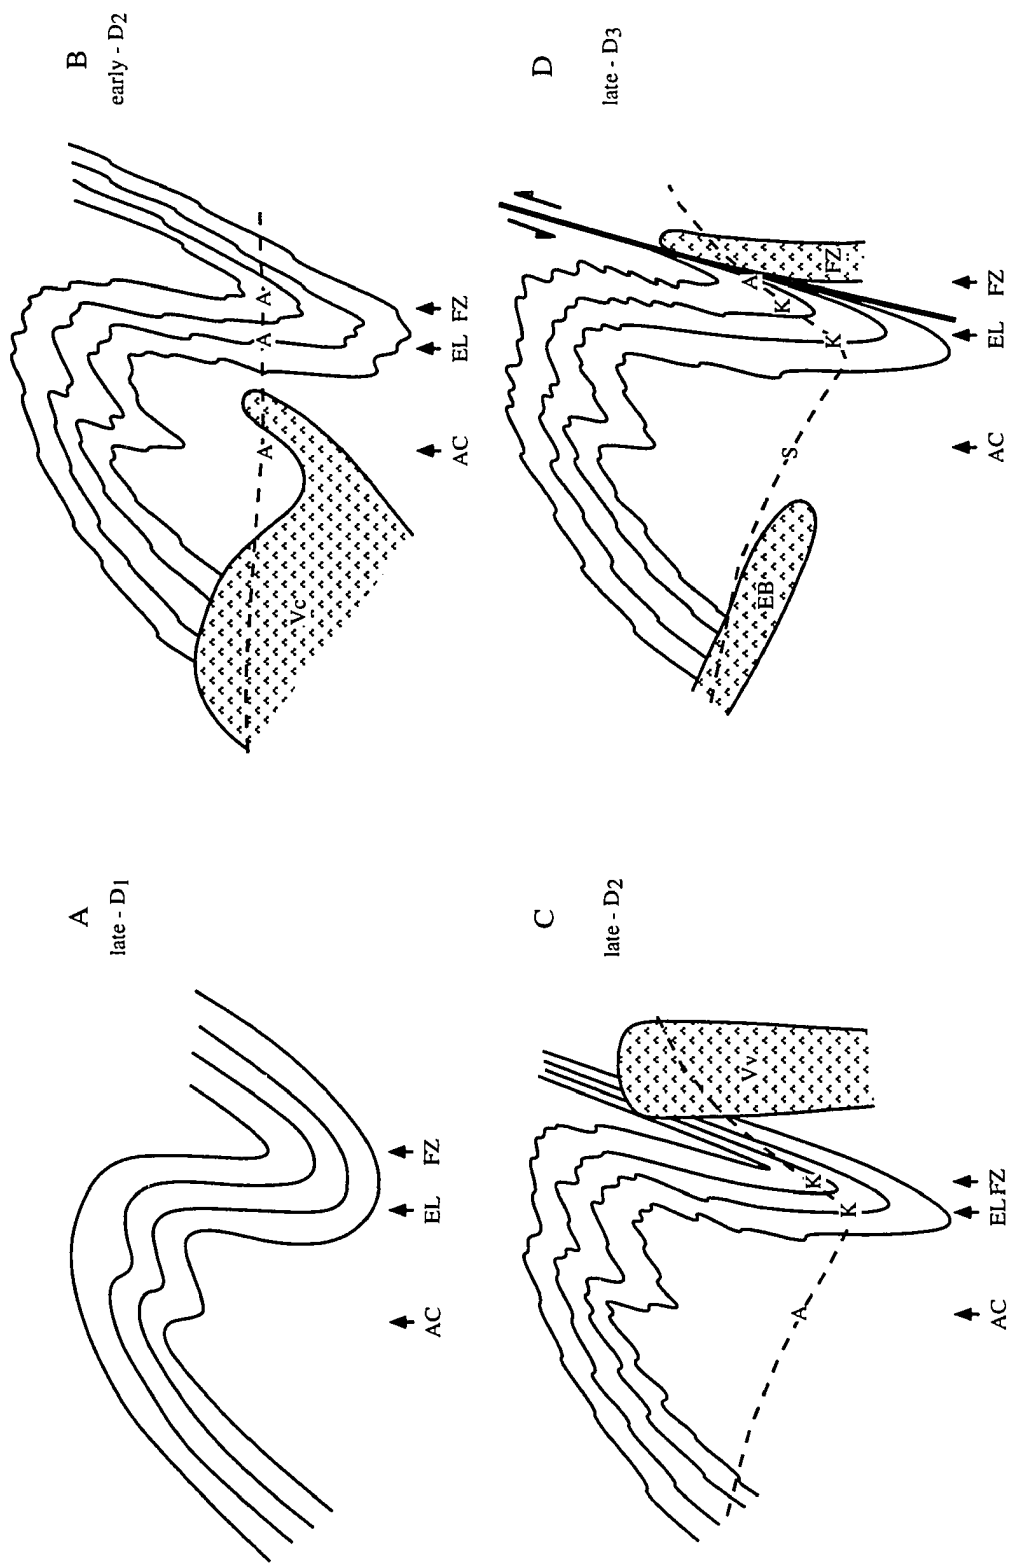 A
late - D1
AC EL FZ
B
early - D2
A A A
Vc
AC EL FZ
C
late - D2
Vv
K
K
A
AC EL FZ
D
late - D3
A FZ
K
K'
S
EB
AC EL FZ